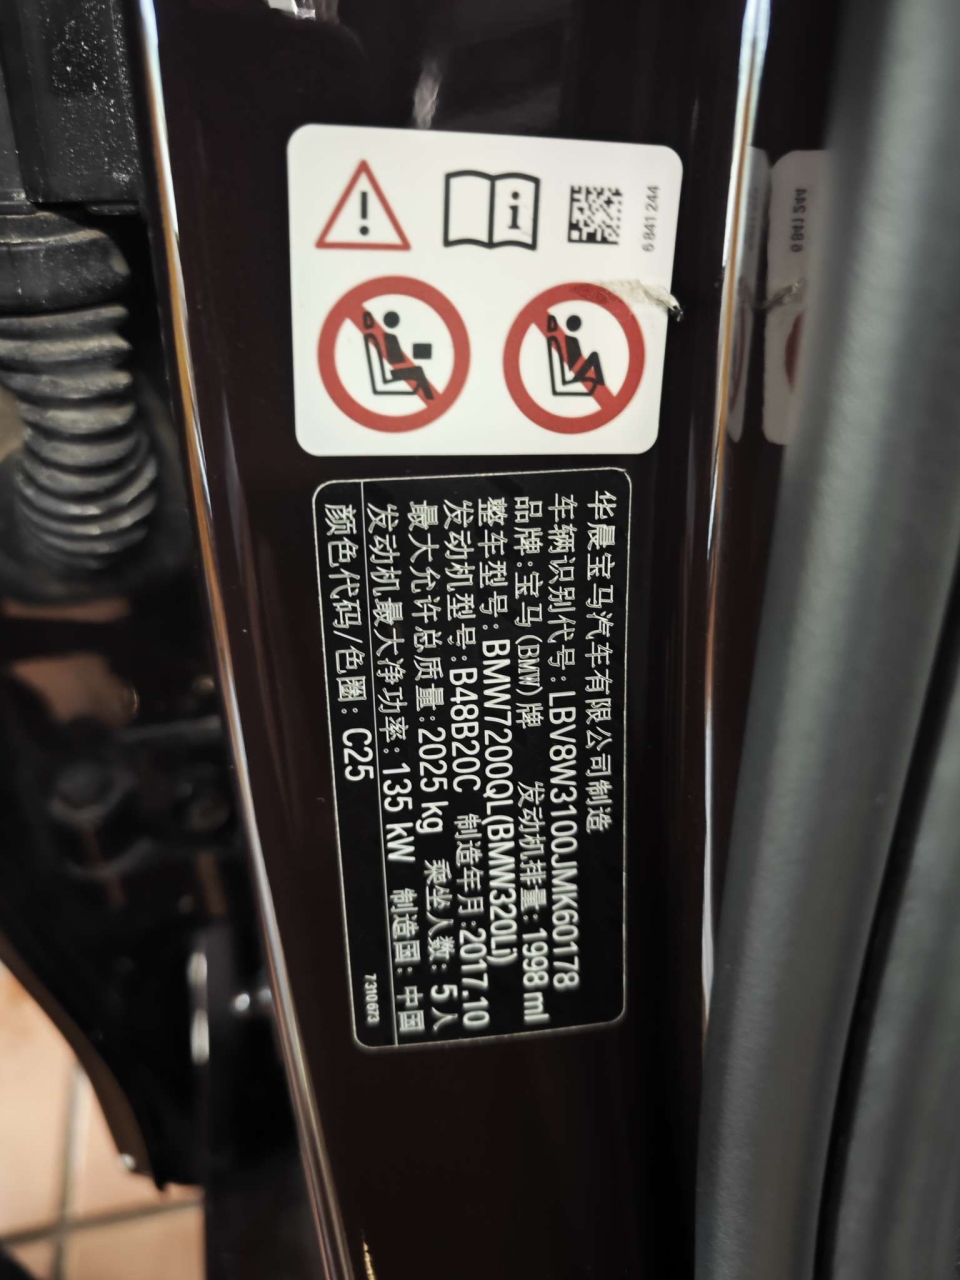 6 841 244
华晨宝马汽车有限公司制造
车辆识别代号: LBV8W3100JMK60178
品牌: 宝马(BMW)牌 发动机排量: 1998 ml
整车型号: BMW7200QL(BMW320Li)
发动机型号: B48B20C 制造年月: 2017.10
最大允许总质量: 2025 kg 乘坐人数: 5 人
发动机最大净功率: 135 kW 制造国: 中国
颜色代码/色圈: C25 7310673